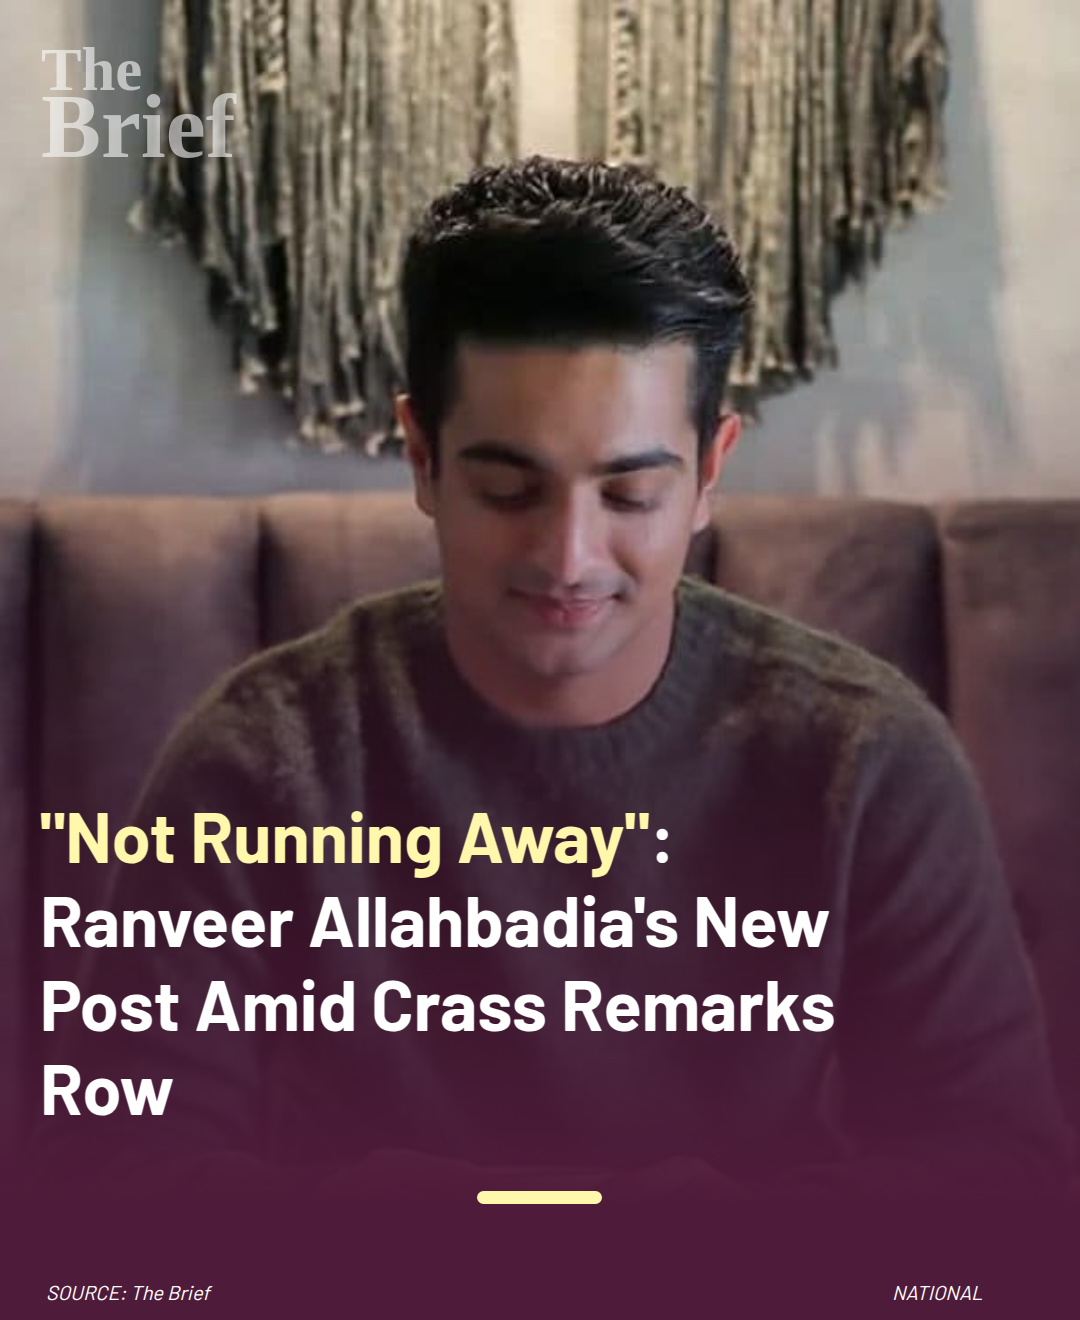 The
Brief
"Not Running Away":
Ranveer Allahbadia's New
Post Amid Crass Remarks
Row
SOURCE: The Brief
NATIONAL